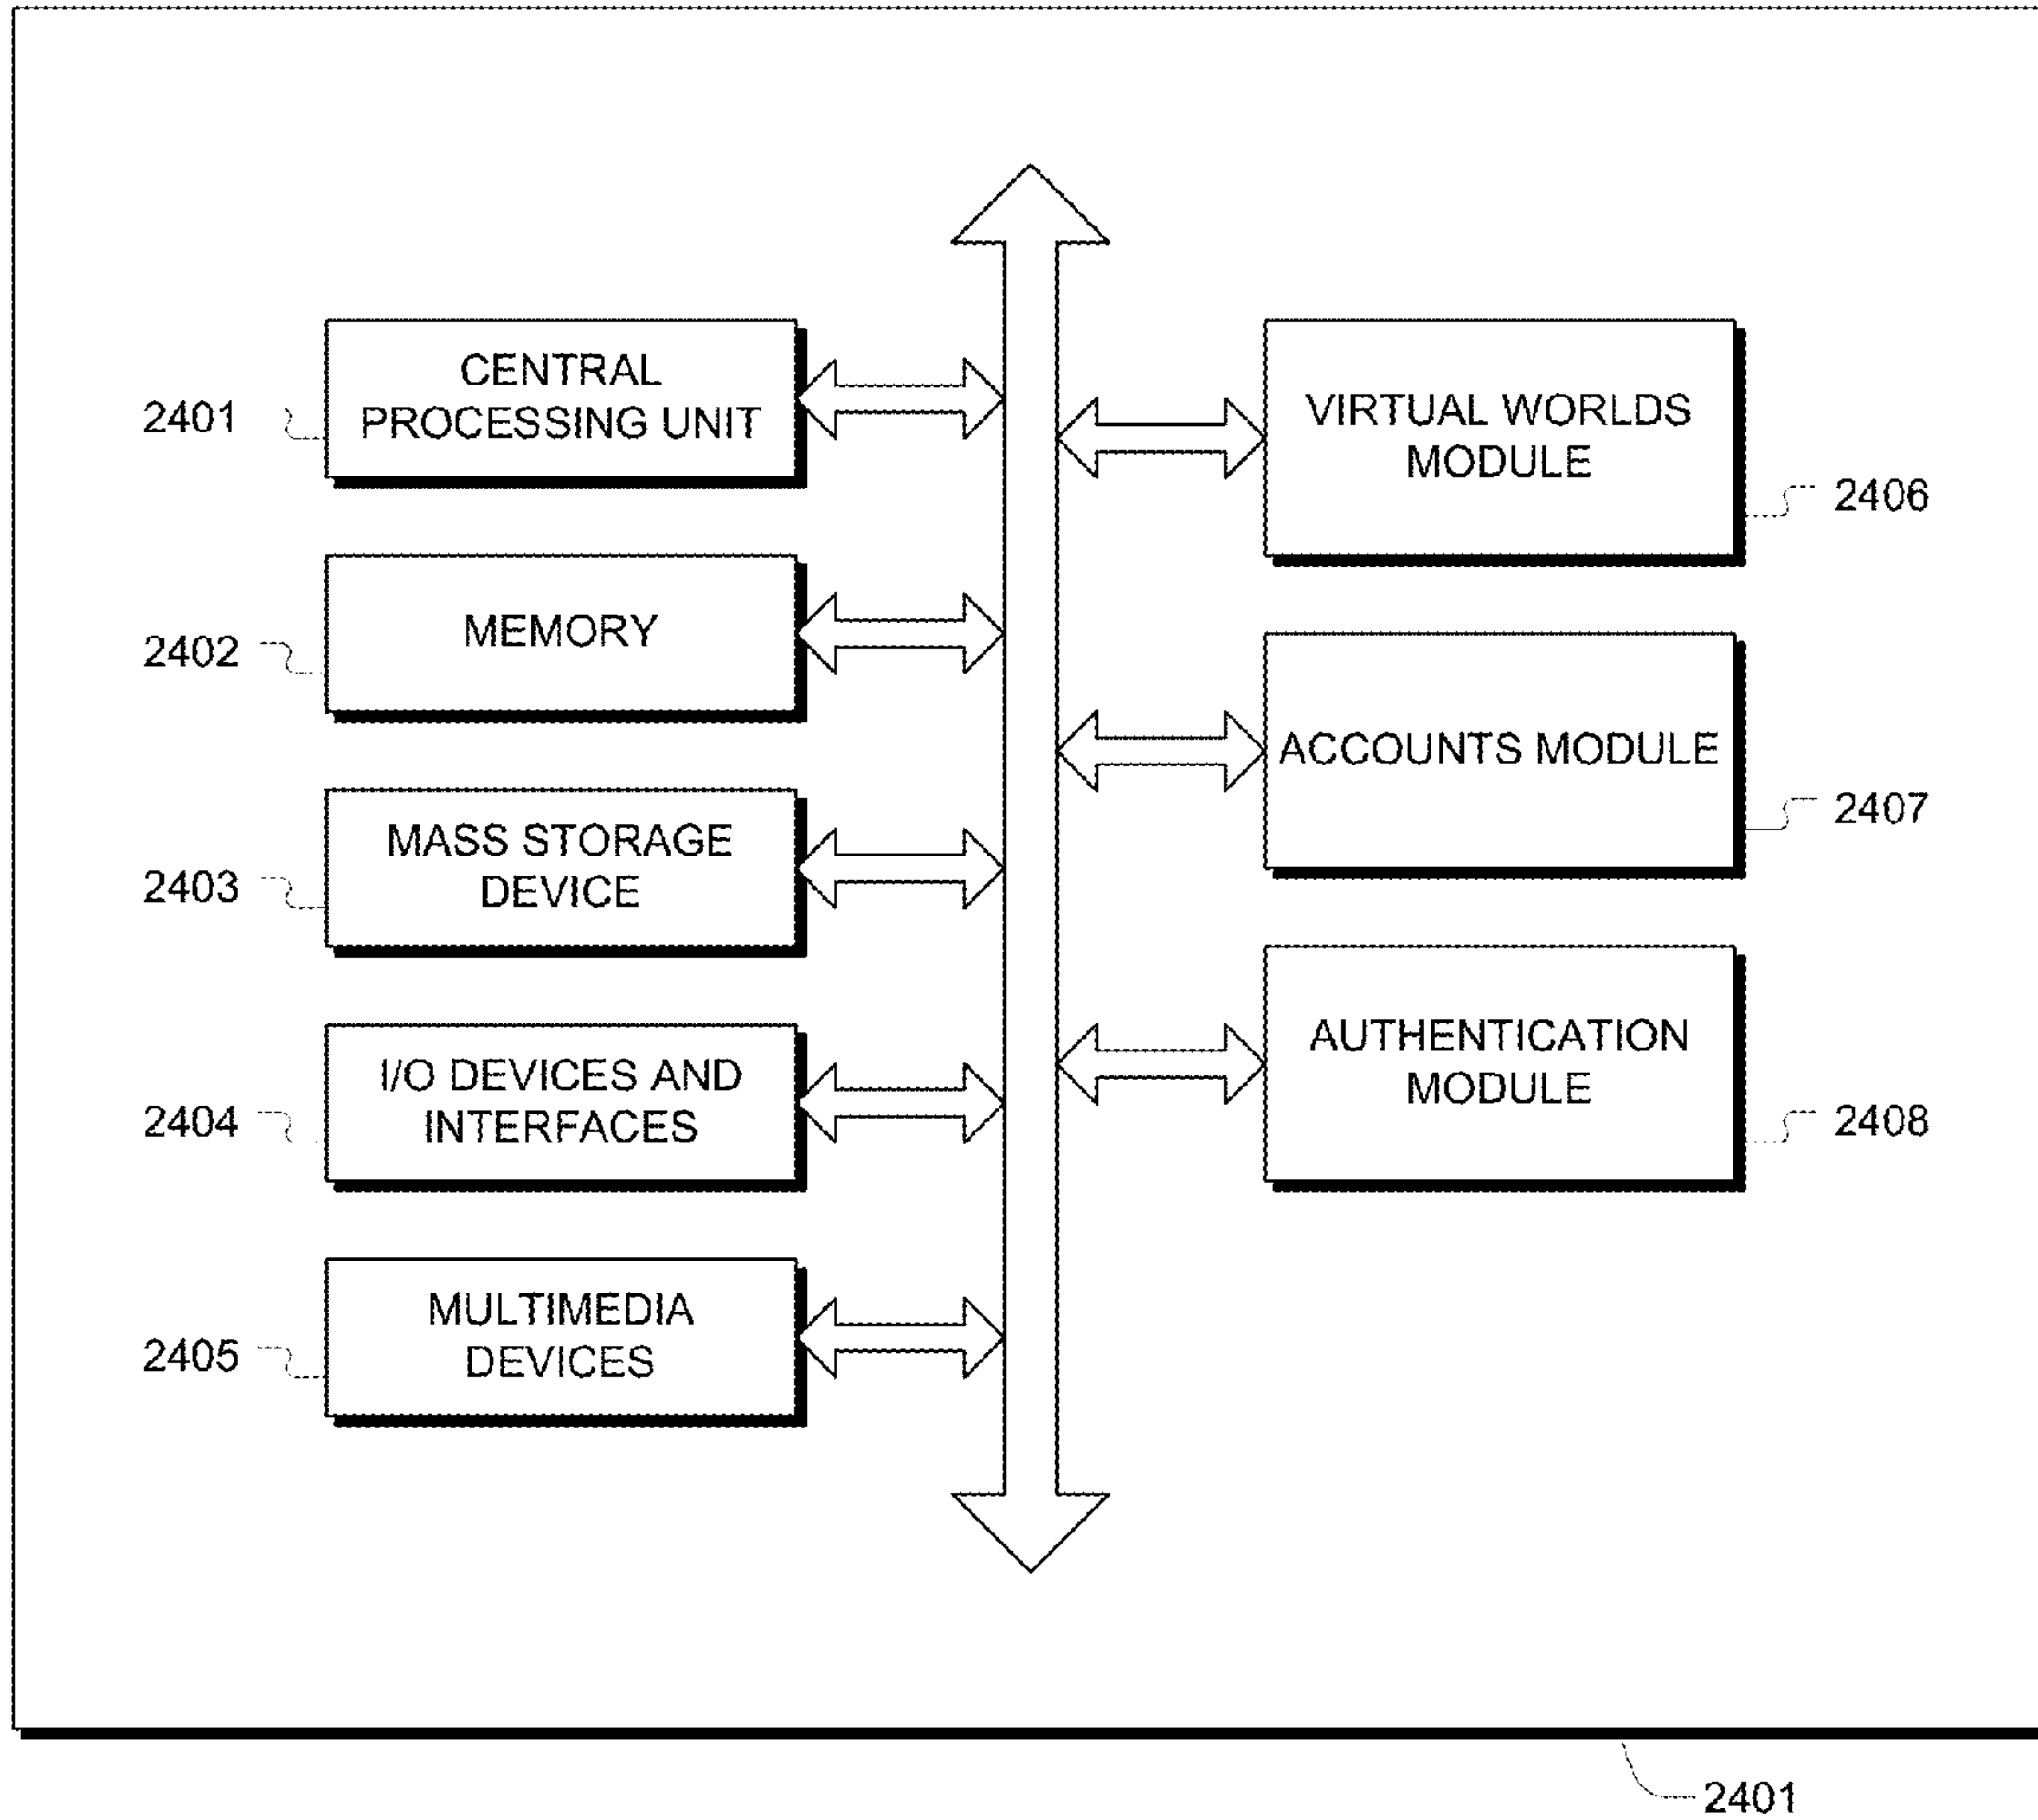 2401
CENTRAL
PROCESSING UNIT
2402
MEMORY
2403
MASS STORAGE
DEVICE
2404
I/O DEVICES AND
INTERFACES
2405
MULTIMEDIA
DEVICES
VIRTUAL WORLDS
MODULE
2406
ACCOUNTS MODULE
2407
AUTHENTICATION
MODULE
2408
2401